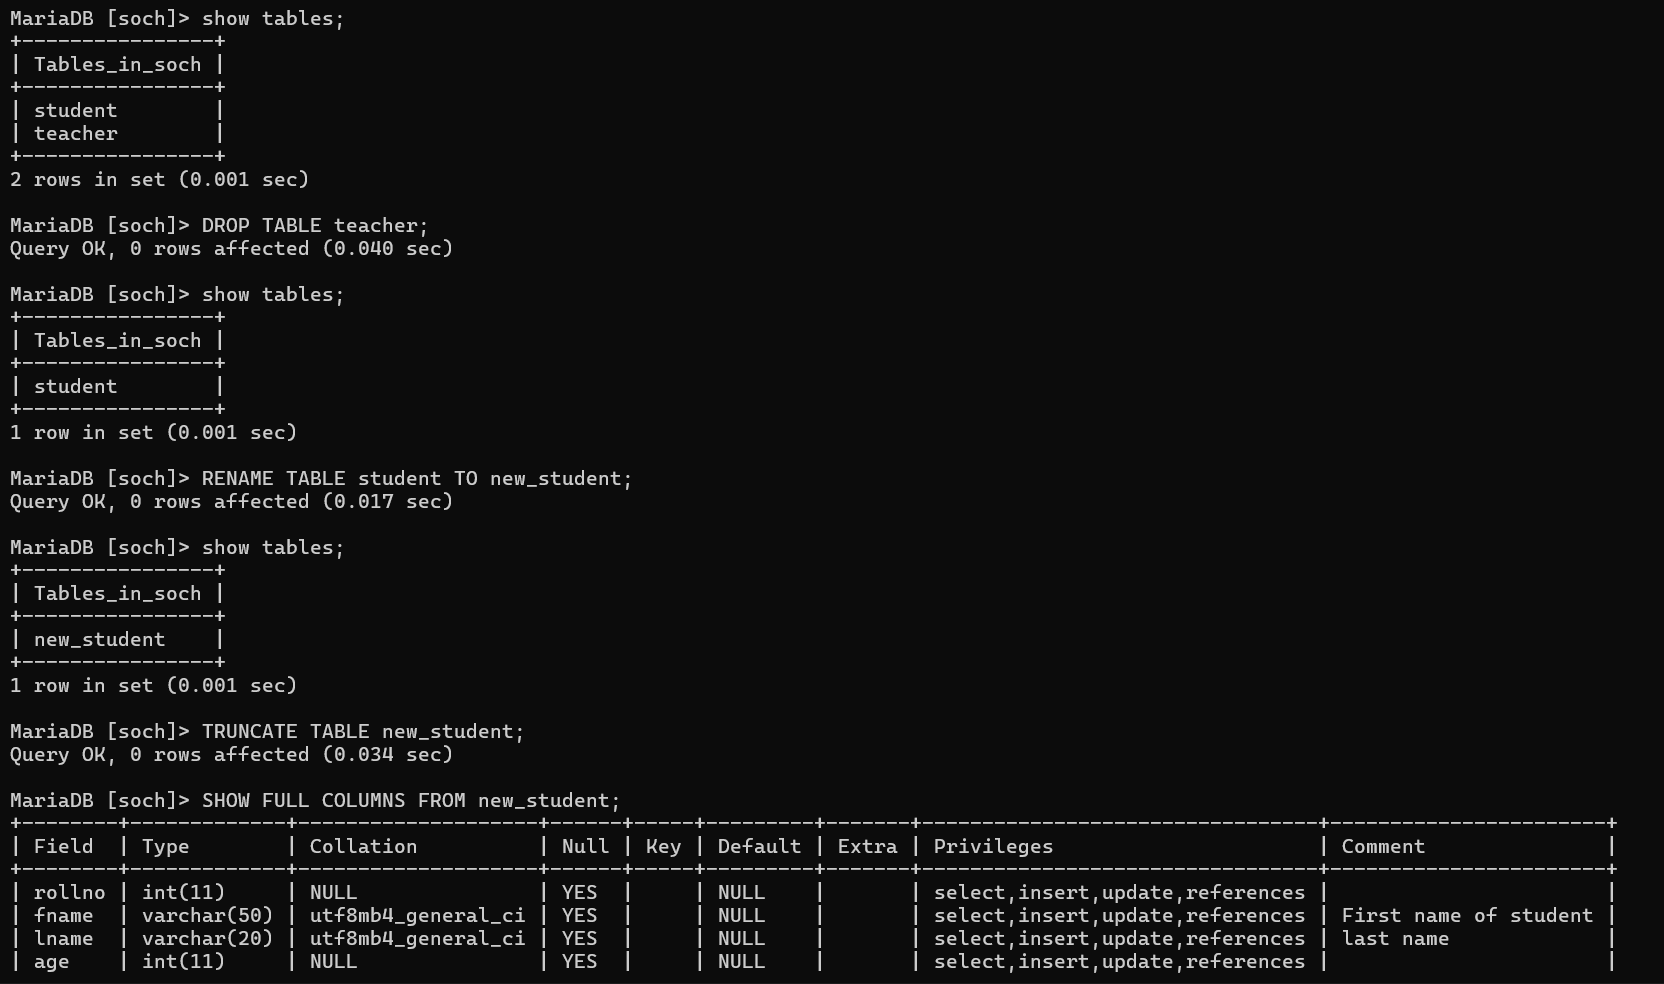 MariaDB [soch]> show tables;
+----------------+
| Tables_in_soch |
+----------------+
| student        |
| teacher        |
+----------------+
2 rows in set (0.001 sec)

MariaDB [soch]> DROP TABLE teacher;
Query OK, 0 rows affected (0.040 sec)

MariaDB [soch]> show tables;
+----------------+
| Tables_in_soch |
+----------------+
| student        |
+----------------+
1 row in set (0.001 sec)

MariaDB [soch]> RENAME TABLE student TO new_student;
Query OK, 0 rows affected (0.017 sec)

MariaDB [soch]> show tables;
+----------------+
| Tables_in_soch |
+----------------+
| new_student    |
+----------------+
1 row in set (0.001 sec)

MariaDB [soch]> TRUNCATE TABLE new_student;
Query OK, 0 rows affected (0.034 sec)

MariaDB [soch]> SHOW FULL COLUMNS FROM new_student;
+--------+-------------+--------------------+------+-----+---------+-------+---------------------------------+-----------------------+
| Field  | Type        | Collation          | Null | Key | Default | Extra | Privileges                      | Comment               |
+--------+-------------+--------------------+------+-----+---------+-------+---------------------------------+-----------------------+
| rollno | int(11)     | NULL               | YES  |     | NULL    |       | select,insert,update,references |                       |
| fname  | varchar(50) | utf8mb4_general_ci | YES  |     | NULL    |       | select,insert,update,references | First name of student |
| lname  | varchar(20) | utf8mb4_general_ci | YES  |     | NULL    |       | select,insert,update,references | last name             |
| age    | int(11)     | NULL               | YES  |     | NULL    |       | select,insert,update,references |                       |